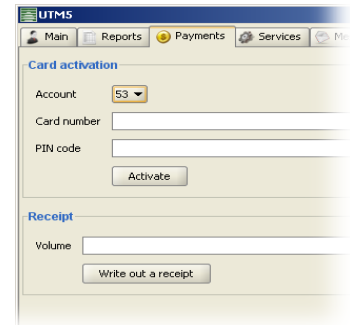 UTM5
Main Reports Payments Services
Card activation
Account 53
Card number
PIN code
Activate
Receipt
Volume
Write out a receipt